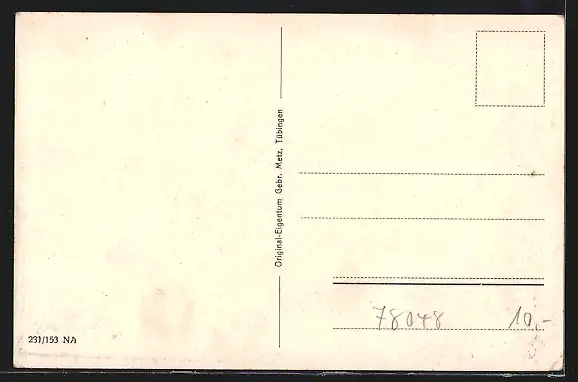 Original-Eigentum Gebr. Metz, Tübingen
78048 10,-
231/153 NA